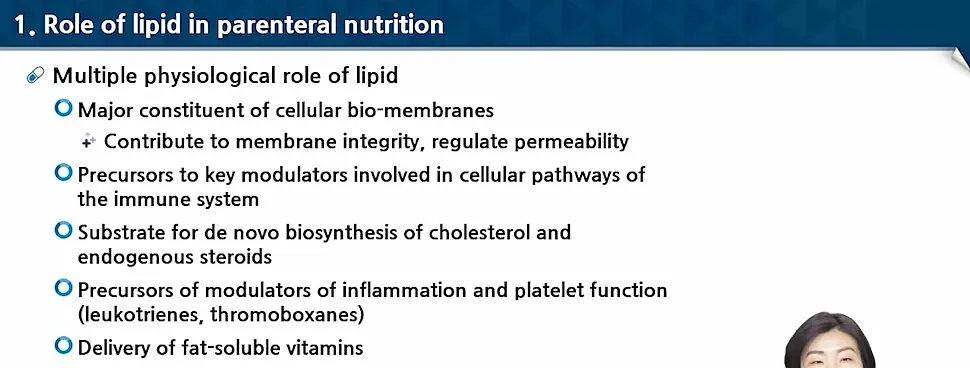 1. Role of lipid in parenteral nutrition
Multiple physiological role of lipid
Major constituent of cellular bio-membranes
Contribute to membrane integrity, regulate permeability
Precursors to key modulators involved in cellular pathways of
the immune system
Substrate for de novo biosynthesis of cholesterol and
endogenous steroids
Precursors of modulators of inflammation and platelet function
(leukotrienes, thromoboxanes)
Delivery of fat-soluble vitamins